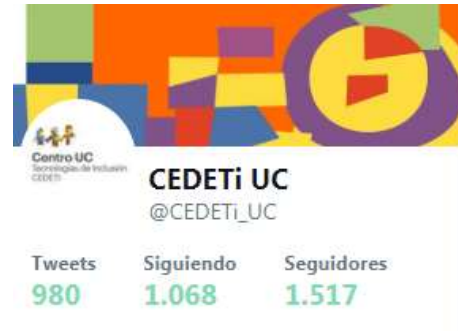 Centro UC
Tecnologías de Inclusión
CEDETi
CEDETi UC
@CEDETi_UC
Tweets Siguiendo Seguidores
980 1.068 1.517